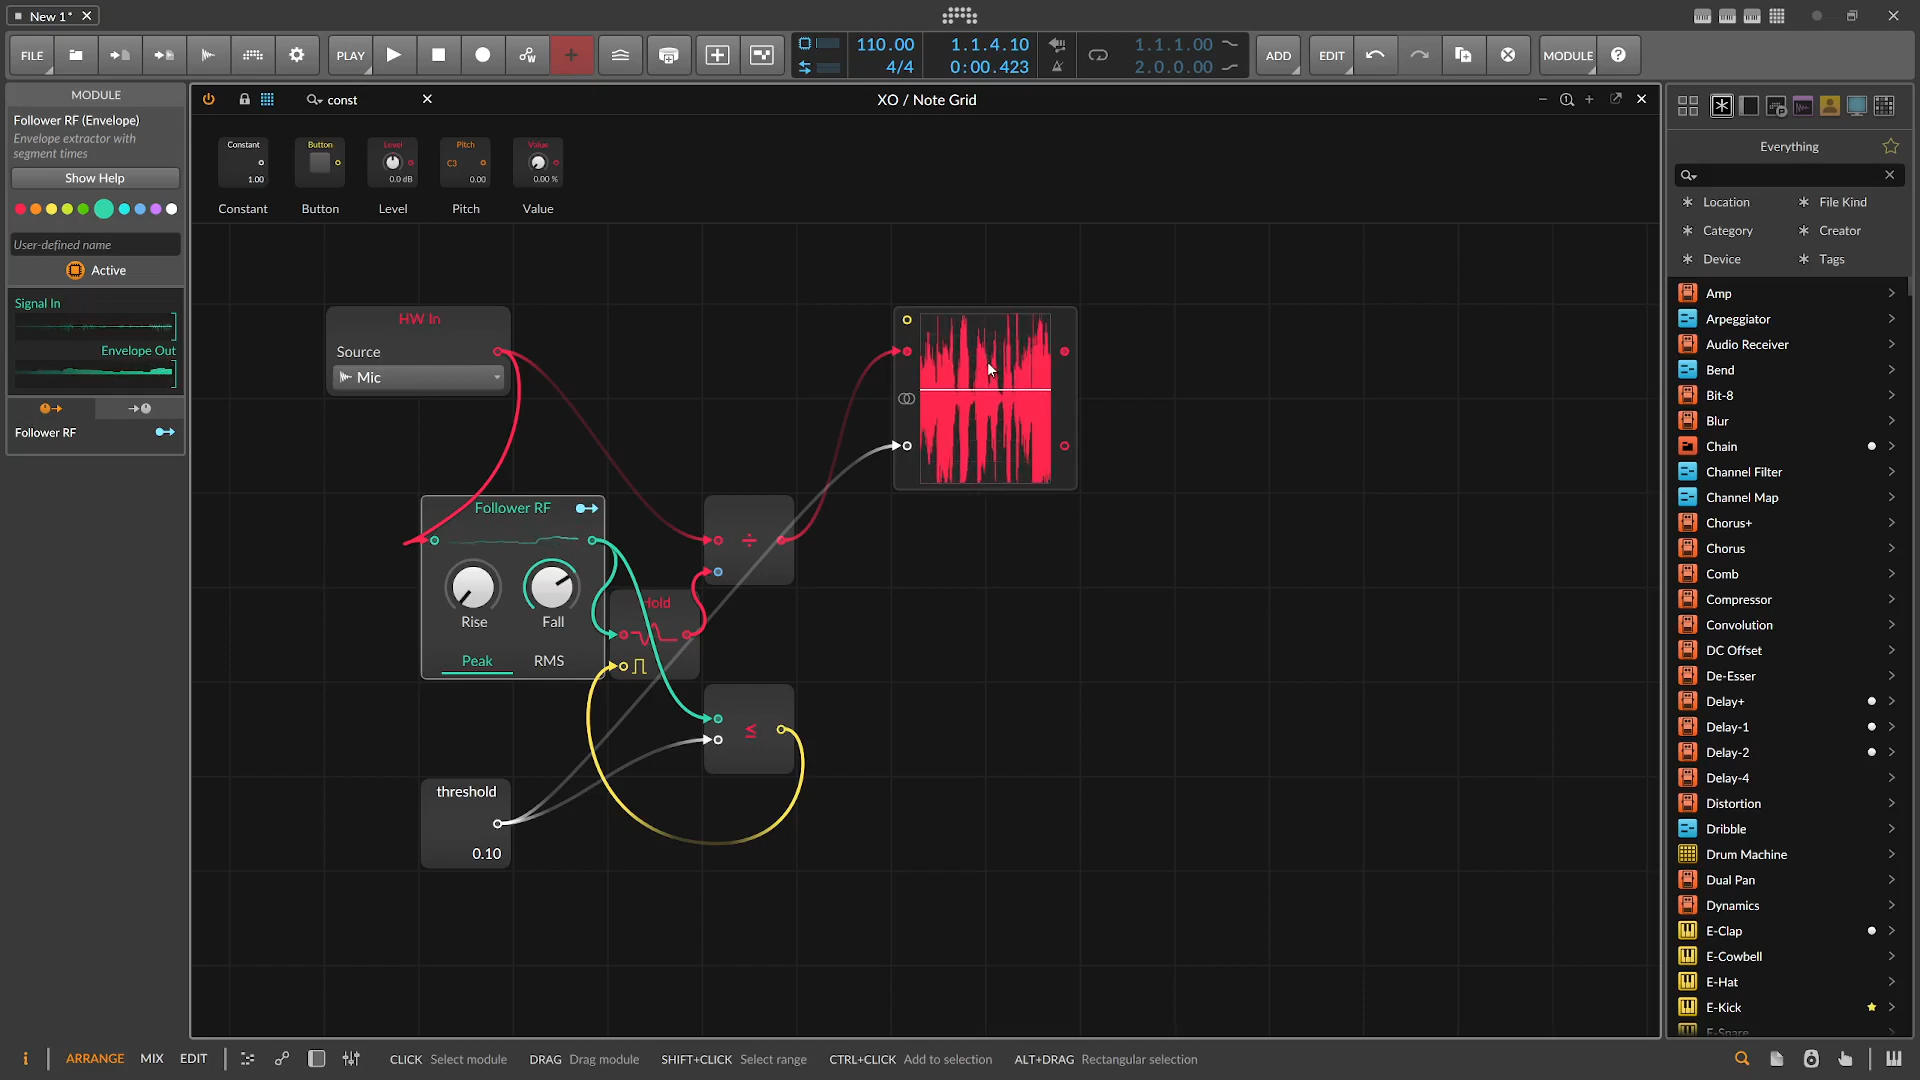 New 1*
FILE
PLAY
110.00
4/4
1.1.4.10
0:00.423
1.1.1.00
2.0.0.00
ADD
EDIT
MODULE
MODULE
Follower RF (Envelope)
Envelope extractor with
segment times
Show Help
User-defined name
Active
Signal In
Envelope Out
Follower RF
const
XO / Note Grid
Constant
1.00
Constant
Button
Button
Level
0.0 dB
Level
Pitch
C3
0.00
Pitch
Value
0.00 %
Value
HW In
Source
Mic
Follower RF
Rise
Fall
Peak
RMS
Hold
÷
≤
threshold
0.10
Everything
Location
File Kind
Category
Creator
Device
Tags
Amp
Arpeggiator
Audio Receiver
Bend
Bit-8
Blur
Chain
Channel Filter
Channel Map
Chorus+
Chorus
Comb
Compressor
Convolution
DC Offset
De-Esser
Delay+
Delay-1
Delay-2
Delay-4
Distortion
Dribble
Drum Machine
Dual Pan
Dynamics
E-Clap
E-Cowbell
E-Hat
E-Kick
E-Snare
i
ARRANGE
MIX
EDIT
CLICK Select module
DRAG Drag module
SHIFT+CLICK Select range
CTRL+CLICK Add to selection
ALT+DRAG Rectangular selection